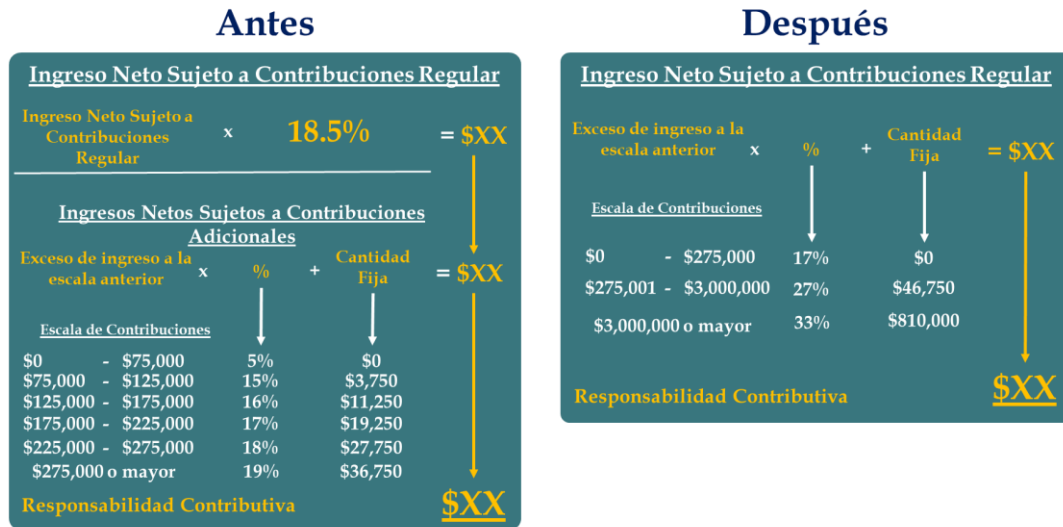 Antes
Ingreso Neto Sujeto a Contribuciones Regular
Ingreso Neto Sujeto a
Contribuciones
Regular
x 18.5% = $XX
Ingresos Netos Sujetos a Contribuciones
Adicionales
Exceso de ingreso a la
escala anterior
x % + Cantidad
Fija
= $XX
Escala de Contribuciones
$0 - $75,000 5% $0
$75,000 - $125,000 15% $3,750
$125,000 - $175,000 16% $11,250
$175,000 - $225,000 17% $19,250
$225,000 - $275,000 18% $27,750
$275,000 o mayor 19% $36,750
Responsabilidad Contributiva $XX
Después
Ingreso Neto Sujeto a Contribuciones Regular
Exceso de ingreso a la
escala anterior
x % + Cantidad
Fija
= $XX
Escala de Contribuciones
$0 - $275,000 17% $0
$275,001 - $3,000,000 27% $46,750
$3,000,000 o mayor 33% $810,000
Responsabilidad Contributiva $XX